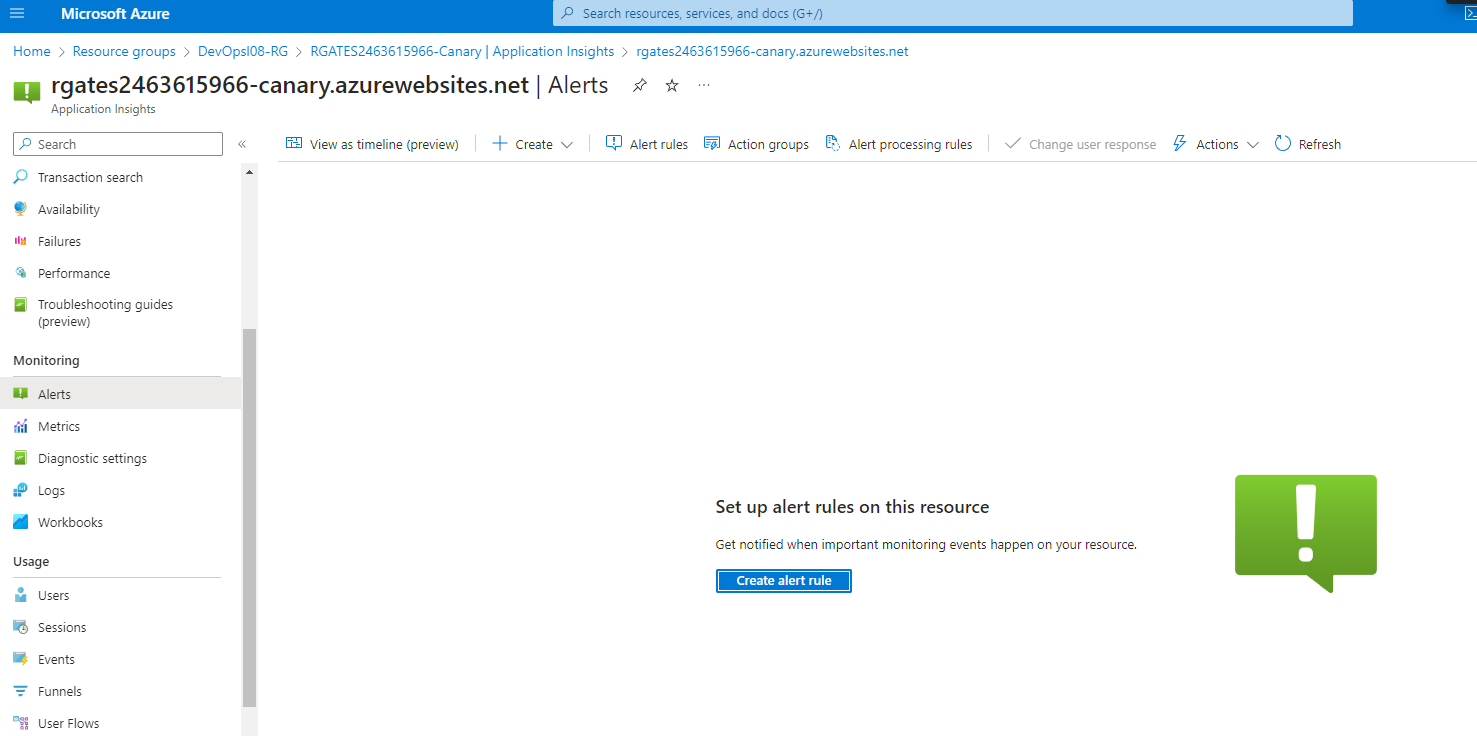 Microsoft Azure
Search resources, services, and docs (G+/)
Home > Resource groups > DevOpsI08-RG > RGATES2463615966-Canary | Application Insights > rgates2463615966-canary.azurewebsites.net
rgates2463615966-canary.azurewebsites.net | Alerts ...
Application Insights
Search
«
View as timeline (preview)
Create
Alert rules
Action groups
Alert processing rules
Change user response
Actions
Refresh
Transaction search
Availability
Failures
Performance
Troubleshooting guides
(preview)
Monitoring
Alerts
Metrics
Diagnostic settings
Logs
Workbooks
Usage
Users
Sessions
Events
Funnels
User Flows
Set up alert rules on this resource
Get notified when important monitoring events happen on your resource.
Create alert rule
!